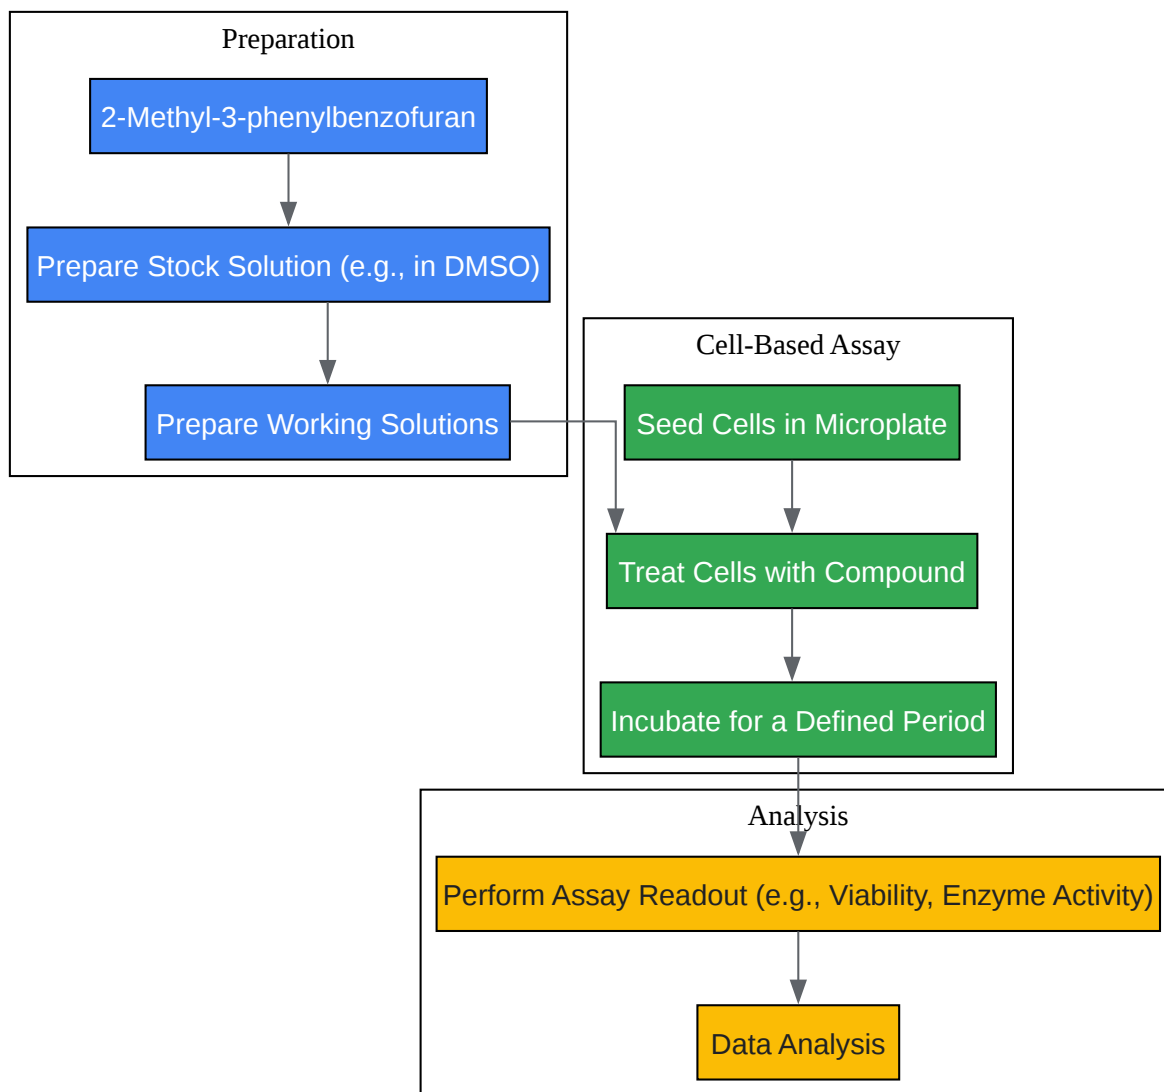 Preparation
2-Methyl-3-phenylbenzofuran
Prepare Stock Solution (e.g., in DMSO)
Prepare Working Solutions
Cell-Based Assay
Seed Cells in Microplate
Treat Cells with Compound
Incubate for a Defined Period
Analysis
Perform Assay Readout (e.g., Viability, Enzyme Activity)
Data Analysis